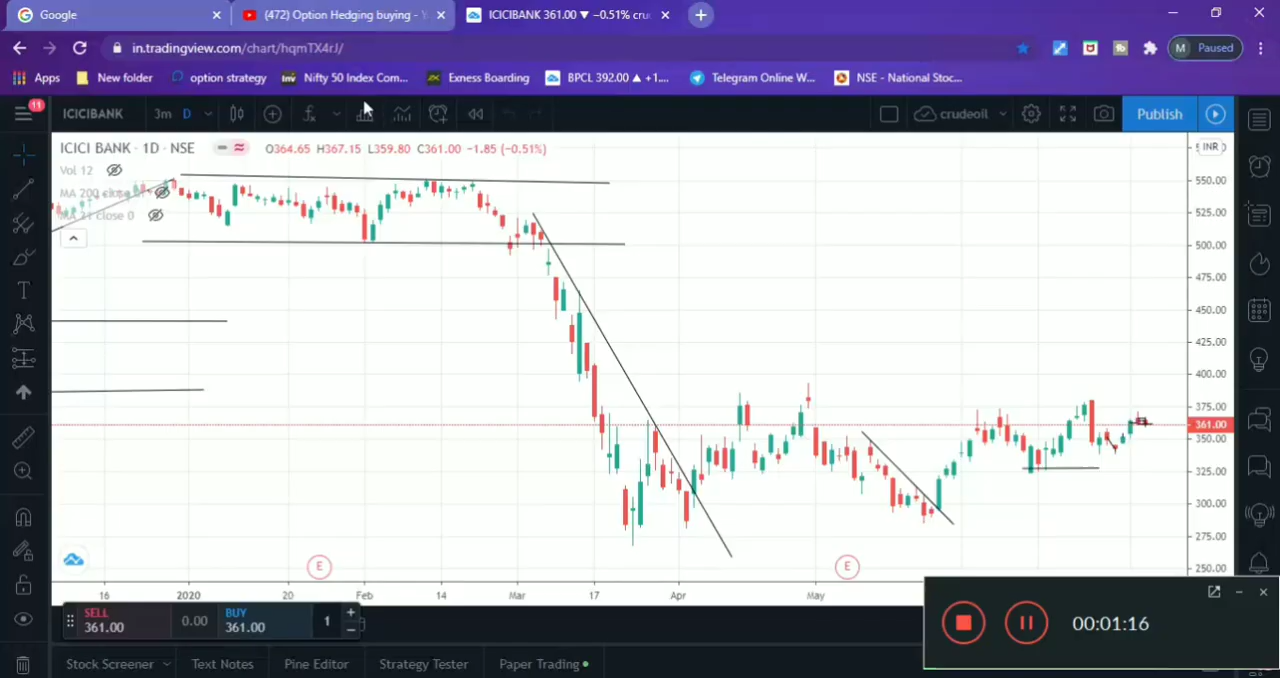 Google
(472) Option Hedging buying - Y
ICICIBANK 361.00 ▼ −0.51% cru
in.tradingview.com/chart/hqmTX4rJ/
M Paused
Apps New folder option strategy Nifty 50 Index Com... Exness Boarding BPCL 392.00 ▲ +1.... Telegram Online W... NSE - National Stoc...
11
ICICIBANK 3m D crudeoil Publish
ICICI BANK • 1D • NSE O364.65 H367.15 L359.80 C361.00 −1.85 (−0.51%)
INR
Vol 12
MA 200 close
close 0
550.00
525.00
500.00
475.00
450.00
425.00
400.00
375.00
361.00
350.00
325.00
300.00
275.00
250.00
E E
16 2020 20 Feb 14 Mar 17 Apr May
SELL 361.00
0.00
BUY 361.00
1
00:01:16
Stock Screener Text Notes Pine Editor Strategy Tester Paper Trading